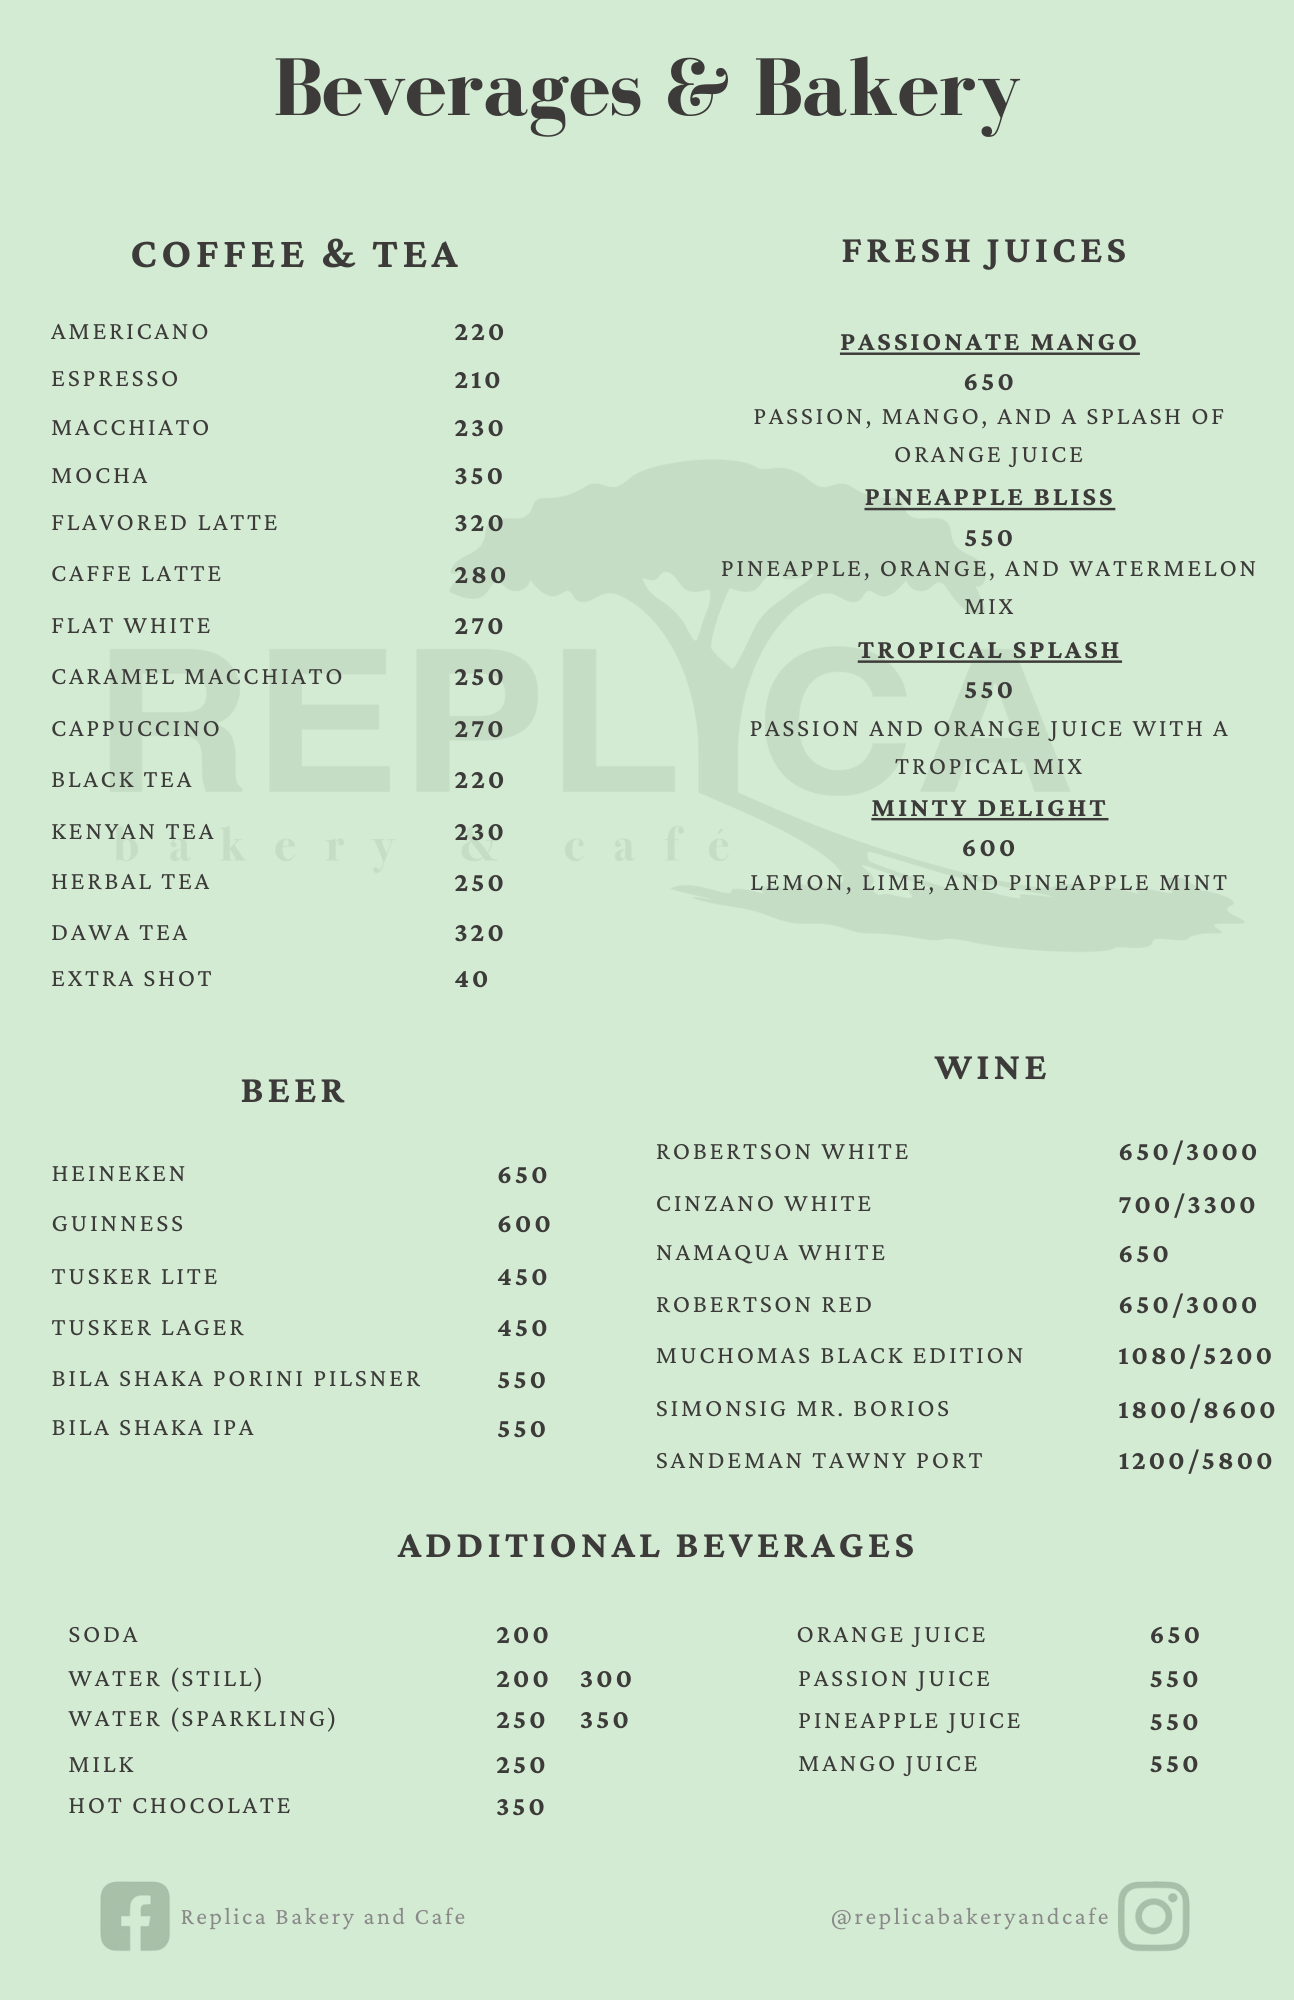 Beverages & Bakery
COFFEE & TEA
AMERICANO 220
ESPRESSO 210
MACCHIATO 230
MOCHA 350
FLAVORED LATTE 320
CAFFE LATTE 280
FLAT WHITE 270
CARAMEL MACCHIATO 250
CAPPUCCINO 270
BLACK TEA 220
KENYAN TEA 230
HERBAL TEA 250
DAWA TEA 320
EXTRA SHOT 40
FRESH JUICES
PASSIONATE MANGO
650
PASSION, MANGO, AND A SPLASH OF
ORANGE JUICE
PINEAPPLE BLISS
550
PINEAPPLE, ORANGE, AND WATERMELON
MIX
TROPICAL SPLASH
550
PASSION AND ORANGE JUICE WITH A
TROPICAL MIX
MINTY DELIGHT
600
LEMON, LIME, AND PINEAPPLE MINT
REPLICA
bakery & café
BEER
HEINEKEN 650
GUINNESS 600
TUSKER LITE 450
TUSKER LAGER 450
BILA SHAKA PORINI PILSNER 550
BILA SHAKA IPA 550
WINE
ROBERTSON WHITE 650/3000
CINZANO WHITE 700/3300
NAMAQUA WHITE 650
ROBERTSON RED 650/3000
MUCHOMAS BLACK EDITION 1080/5200
SIMONSIG MR. BORIOS 1800/8600
SANDEMAN TAWNY PORT 1200/5800
ADDITIONAL BEVERAGES
SODA 200
WATER (STILL) 200 300
WATER (SPARKLING) 250 350
MILK 250
HOT CHOCOLATE 350
ORANGE JUICE 650
PASSION JUICE 550
PINEAPPLE JUICE 550
MANGO JUICE 550
Replica Bakery and Cafe
@replicabakeryandcafe